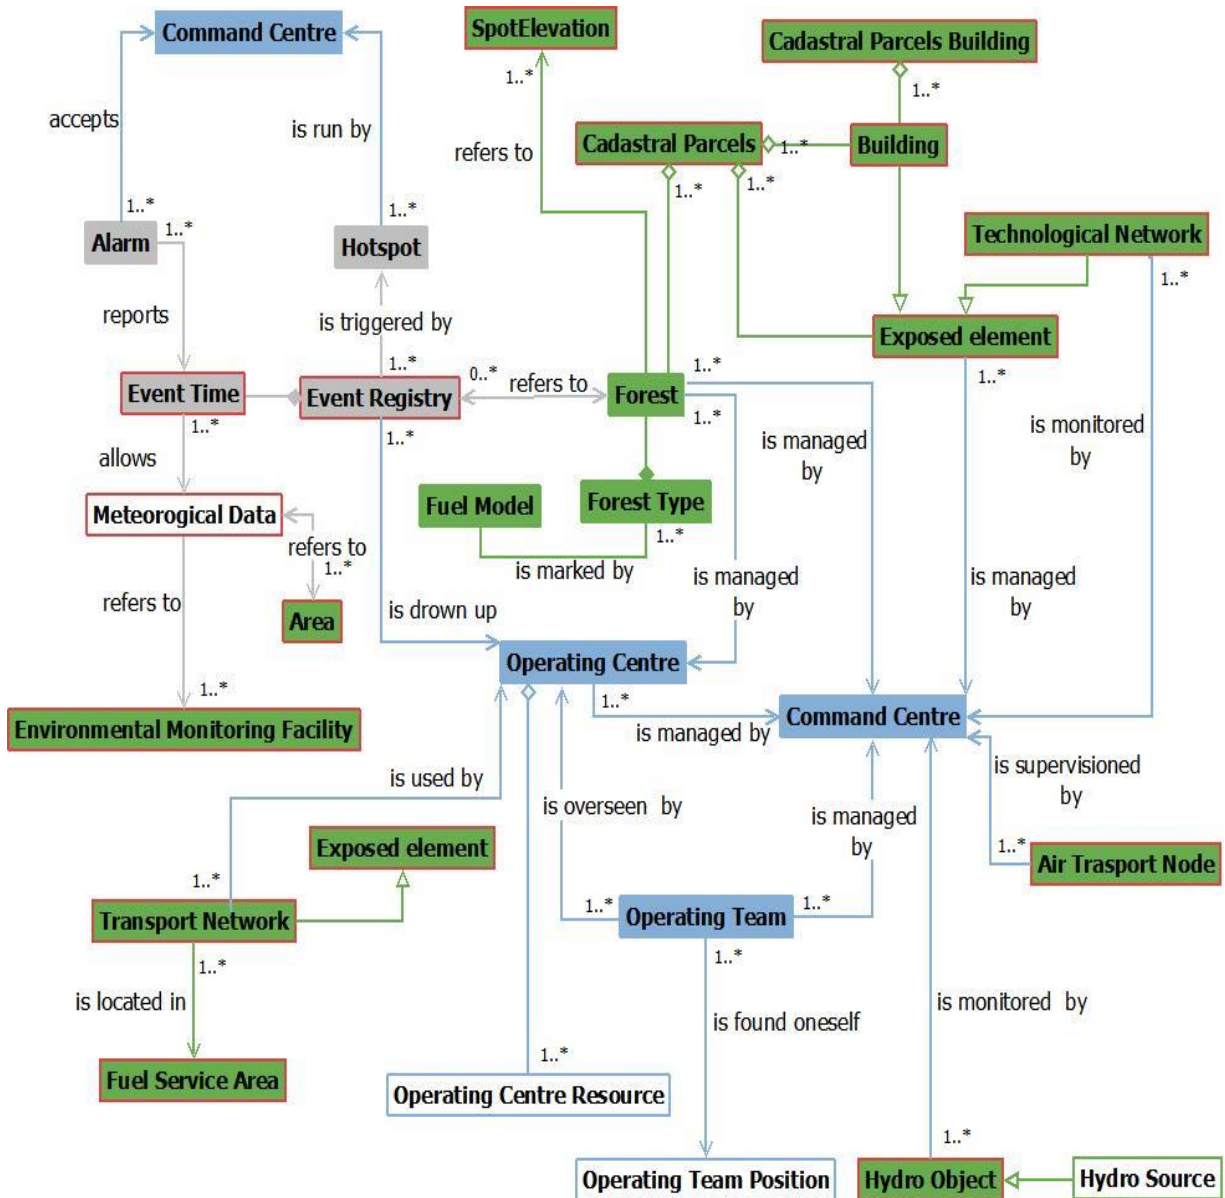 Command Centre
SpotElevation
Cadastral Parcels Building
1..*
1..*
accepts
is run by
refers to
Cadastral Parcels
1..*
Building
1..*
1..*
1..*
1..*
1..*
Alarm
Hotspot
Technological Network
1..*
reports
is triggered by
Exposed element
1..*
0..*
refers to
1..*
1..*
Event Time
Event Registry
Forest
1..*
1..*
1..*
is managed
by
is monitored
by
allows
Fuel Model
Forest Type
Meteorogical Data
1..*
refers to
1..*
is marked by
is managed
by
is managed
by
refers to
Area
is drown up
Operating Centre
1..*
1..*
Command Centre
Environmental Monitoring Facility
is managed by
is used by
is supervisioned
by
is overseen by
is managed
by
Exposed element
1..*
Air Trasport Node
1..*
1..*
1..*
Transport Network
Operating Team
1..*
1..*
is located in
is found oneself
is monitored by
1..*
Fuel Service Area
Operating Centre Resource
1..*
Operating Team Position
Hydro Object
Hydro Source